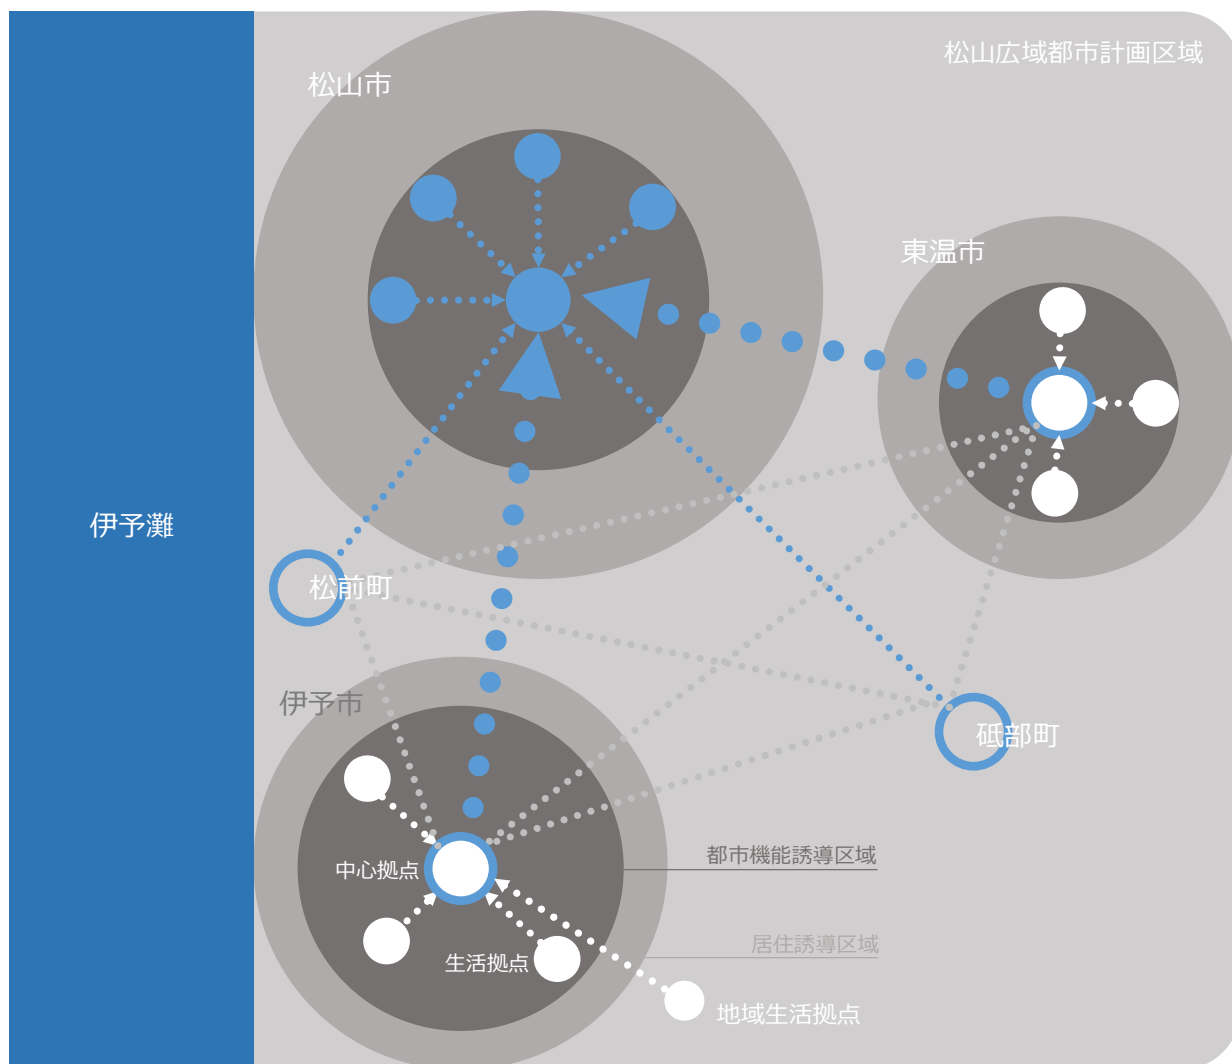 松山広域都市計画区域
松山市
東温市
伊予灘
松前町
伊予市
砥部町
都市機能誘導区域
中心拠点
居住誘導区域
生活拠点
地域生活拠点